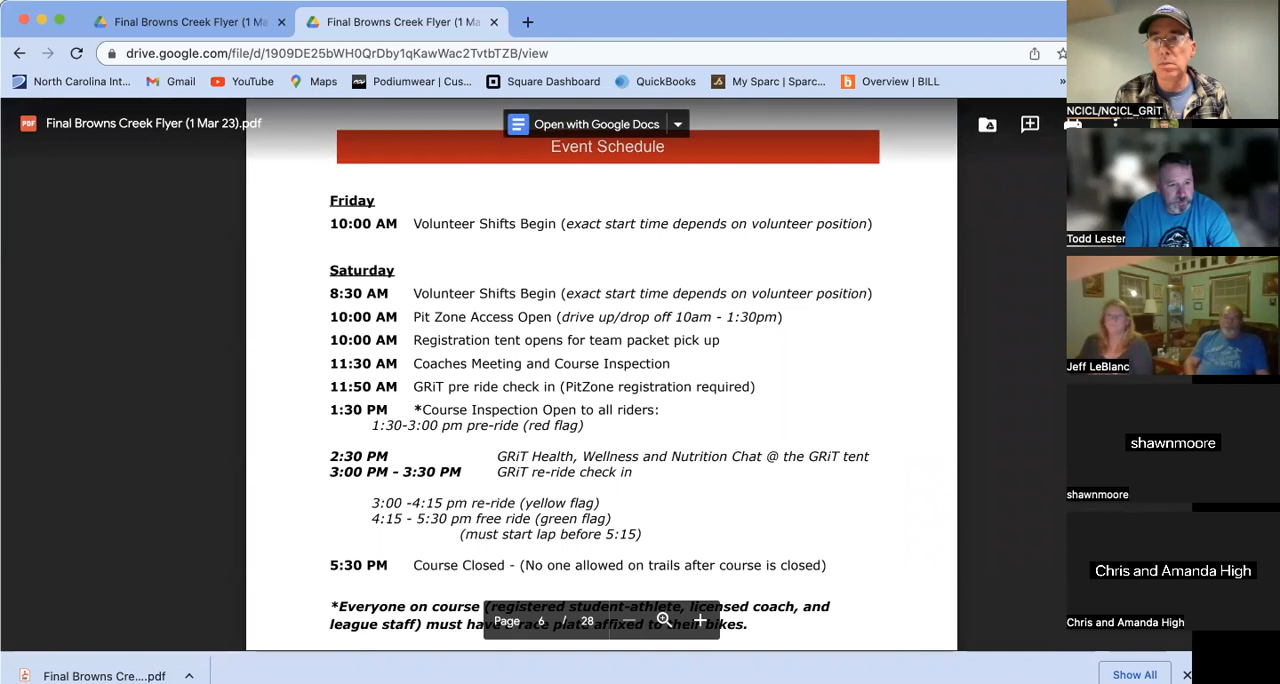 Final Browns Creek Flyer (1 Ma
Final Browns Creek Flyer (1 Ma
drive.google.com/file/d/1909DE25bWH0QrDby1qKawWac2TvtbTZB/view
North Carolina Int...
Gmail
YouTube
Maps
Podiumwear | Cus...
Square Dashboard
QuickBooks
My Sparc | Sparc...
Overview | BILL
»
PDF
Final Browns Creek Flyer (1 Mar 23).pdf
Open with Google Docs
Event Schedule
Friday
10:00 AM Volunteer Shifts Begin (exact start time depends on volunteer position)
Saturday
8:30 AM Volunteer Shifts Begin (exact start time depends on volunteer position)
10:00 AM Pit Zone Access Open (drive up/drop off 10am - 1:30pm)
10:00 AM Registration tent opens for team packet pick up
11:30 AM Coaches Meeting and Course Inspection
11:50 AM GRiT pre ride check in (PitZone registration required)
1:30 PM *Course Inspection Open to all riders:
1:30-3:00 pm pre-ride (red flag)
2:30 PM GRiT Health, Wellness and Nutrition Chat @ the GRiT tent
3:00 PM - 3:30 PM GRiT re-ride check in
3:00 -4:15 pm re-ride (yellow flag)
4:15 - 5:30 pm free ride (green flag)
(must start lap before 5:15)
5:30 PM Course Closed - (No one allowed on trails after course is closed)
*Everyone on course (registered student-athlete, licensed coach, and
league staff) must have a race plate affixed to their bikes.
Page 6 / 28
Final Browns Cre....pdf
Show All
NCICL/NCICL_GRiT
Todd Lester
Jeff LeBlanc
shawnmoore
shawnmoore
Chris and Amanda High
Chris and Amanda High